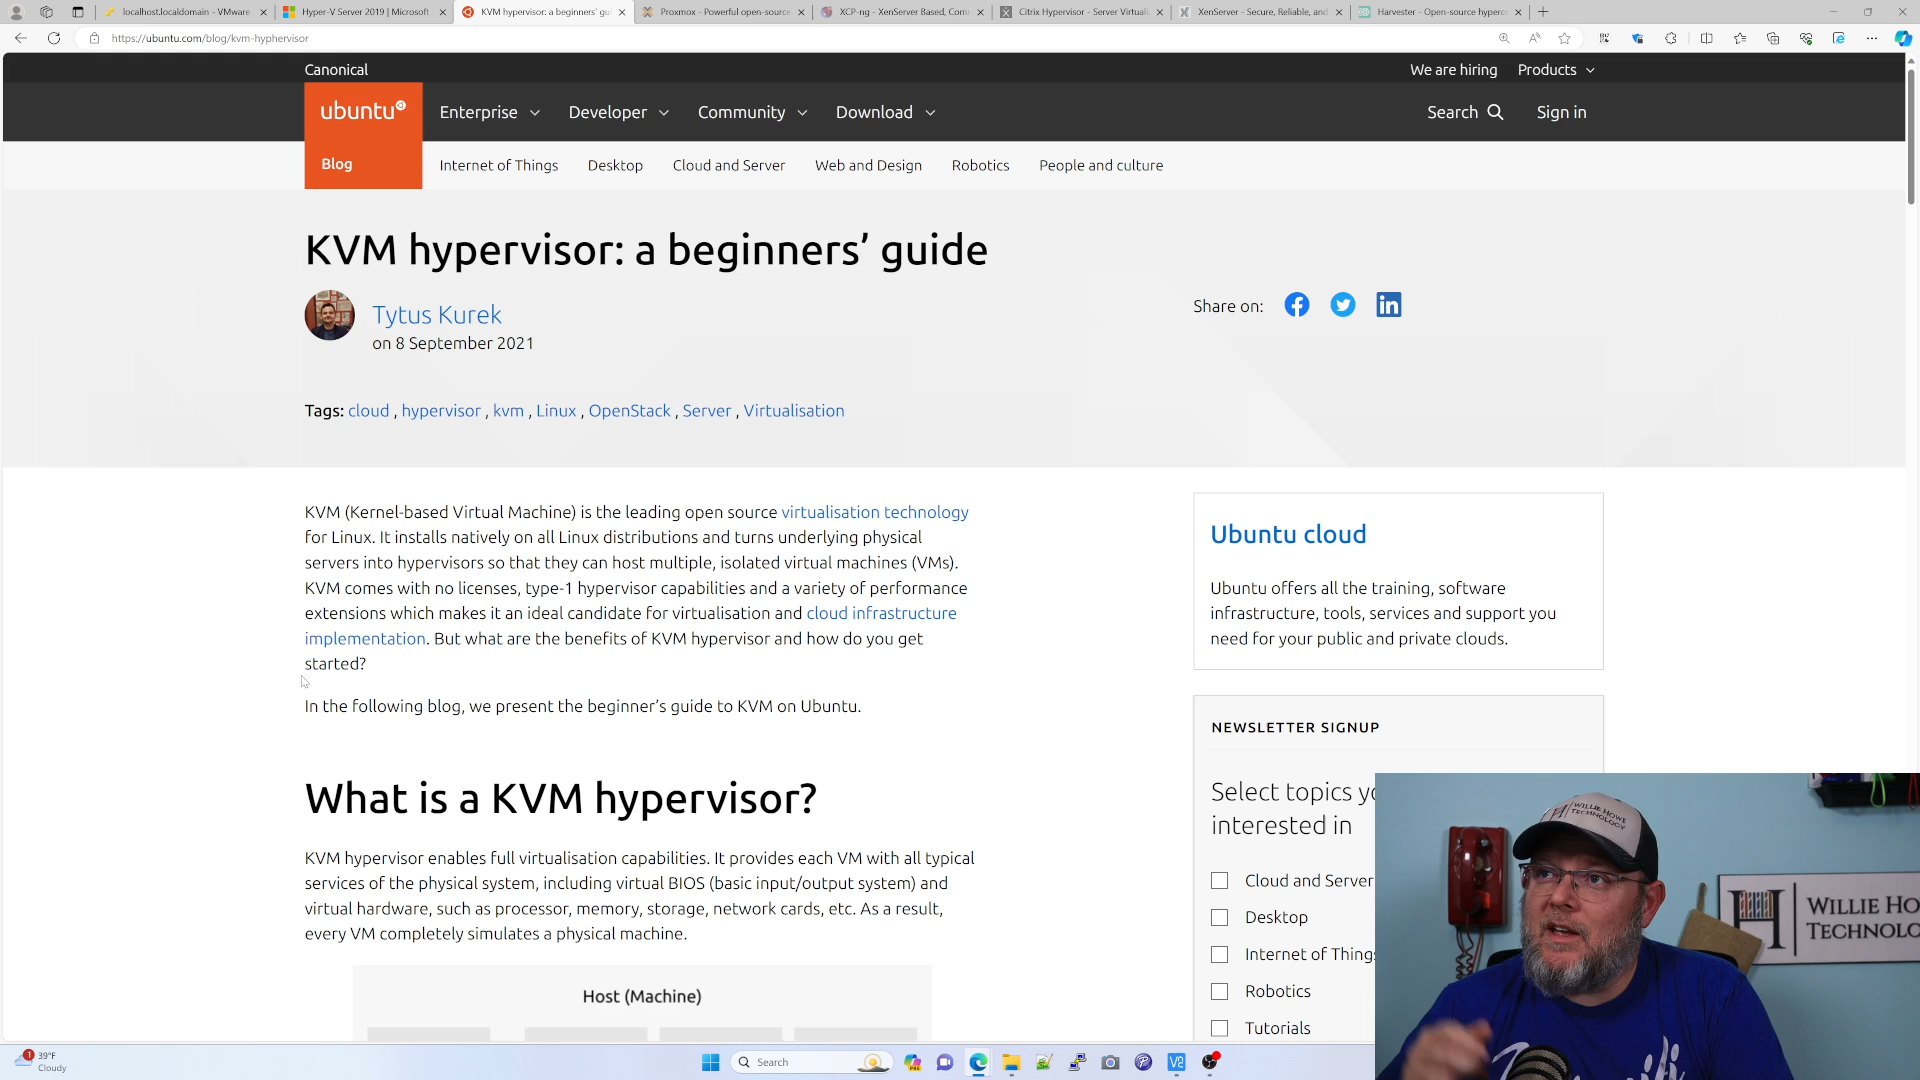 localhost.localdomain - VMware
Hyper-V Server 2019 | Microsoft
KVM hypervisor: a beginners' gui
Proxmox - Powerful open-source
XCP-ng - XenServer Based, Com
Citrix Hypervisor - Server Virtuali
XenServer - Secure, Reliable, and
Harvester - Open-source hyperc
https://ubuntu.com/blog/kvm-hyphervisor
Canonical
We are hiring
Products
ubuntu
Enterprise
Developer
Community
Download
Search
Sign in
Blog
Internet of Things
Desktop
Cloud and Server
Web and Design
Robotics
People and culture
KVM hypervisor: a beginners’ guide
Tytus Kurek
on 8 September 2021
Share on:
Tags: cloud , hypervisor , kvm , Linux , OpenStack , Server , Virtualisation
KVM (Kernel-based Virtual Machine) is the leading open source virtualisation technology
for Linux. It installs natively on all Linux distributions and turns underlying physical
servers into hypervisors so that they can host multiple, isolated virtual machines (VMs).
KVM comes with no licenses, type-1 hypervisor capabilities and a variety of performance
extensions which makes it an ideal candidate for virtualisation and cloud infrastructure
implementation. But what are the benefits of KVM hypervisor and how do you get
started?
In the following blog, we present the beginner’s guide to KVM on Ubuntu.
Ubuntu cloud
Ubuntu offers all the training, software
infrastructure, tools, services and support you
need for your public and private clouds.
NEWSLETTER SIGNUP
Select topics yo
interested in
Cloud and Server
Desktop
Internet of Things
Robotics
Tutorials
What is a KVM hypervisor?
KVM hypervisor enables full virtualisation capabilities. It provides each VM with all typical
services of the physical system, including virtual BIOS (basic input/output system) and
virtual hardware, such as processor, memory, storage, network cards, etc. As a result,
every VM completely simulates a physical machine.
Host (Machine)
WILLIE HOWE
TECHNOLOGY
WILLIE HO
TECHNOLO
1
39°F
Cloudy
Search